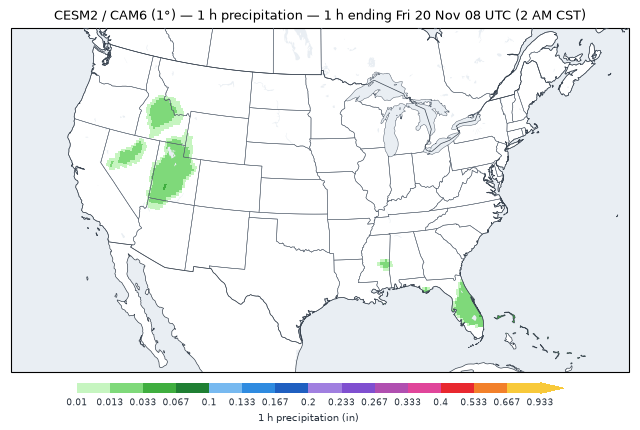 CESM2 / CAM6 (1°) — 1 h precipitation — 1 h ending Fri 20 Nov 08 UTC (2 AM CST)
0.01 0.013 0.033 0.067 0.1 0.133 0.167 0.2 0.233 0.267 0.333 0.4 0.533 0.667 0.933
1 h precipitation (in)